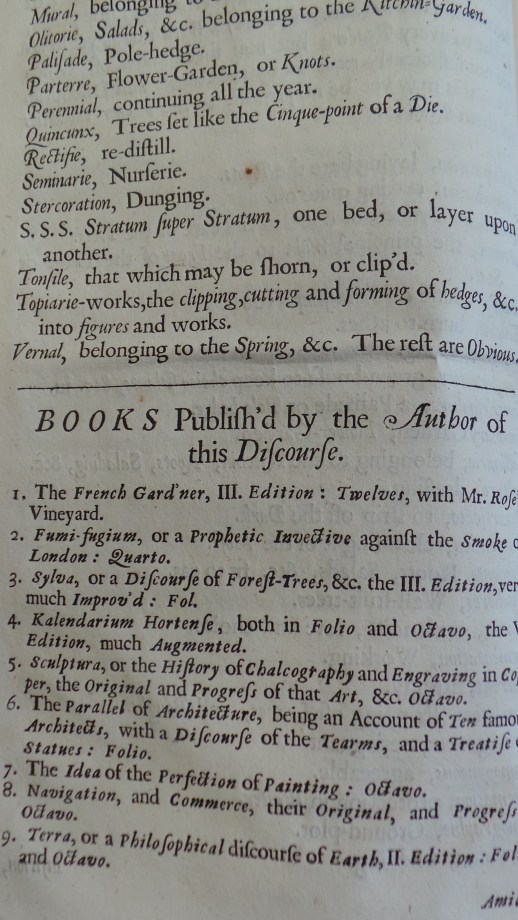 Mural, belonging to
Olitorie, Salads, &c. belonging to the Kitchin-Garden.
Paliſade, Pole-hedge.
Parterre, Flower-Garden, or Knots.
Perennial, continuing all the year.
Quincunx, Trees ſet like the Cinque-point of a Die.
Rectifie, re-diſtill.
Seminarie, Nurſerie.
Stercoration, Dunging.
S. S. S. Stratum ſuper Stratum, one bed, or layer upon
another.
Tonſile, that which may be ſhorn, or clip'd.
Topiarie-works, the clipping, cutting and forming of hedges, &c.
into figures and works.
Vernal, belonging to the Spring, &c. The reſt are Obvious.
BOOKS Publiſh'd by the Author of
this Diſcourſe.
1. The French Gard'ner, III. Edition: Twelves, with Mr. Roſe
Vineyard.
2. Fumi-fugium, or a Prophetic Invective againſt the Smoke
London: Quarto.
3. Sylva, or a Diſcourſe of Foreſt-Trees, &c. the III. Edition, ver
much Improv'd: Fol.
4. Kalendarium Hortenſe, both in Folio and Octavo, the
Edition, much Augmented.
5. Sculptura, or the Hiſtory of Chalcography and Engraving in Co
per, the Original and Progreſs of that Art, &c. Octavo.
6. The Parallel of Architecture, being an Account of Ten famo
Architects, with a Diſcourſe of the Tearms, and a Treatiſe
Statues: Folio.
7. The Idea of the Perfection of Painting: Octavo.
8. Navigation, and Commerce, their Original, and Progreſs
Octavo.
9. Terra, or a Philoſophical diſcourſe of Earth, II. Edition: Fol
and Octavo.
Ami